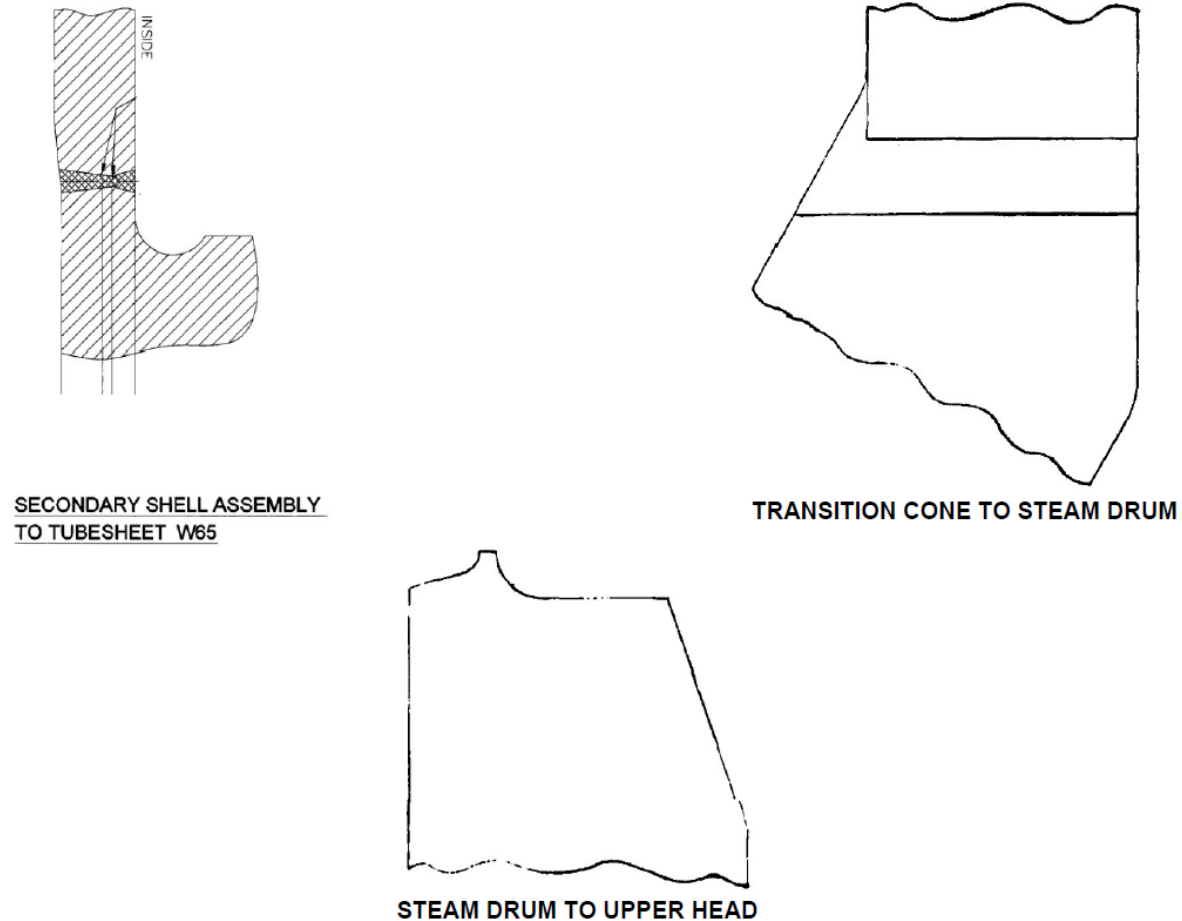 INSIDE
SECONDARY SHELL ASSEMBLY
TO TUBESHEET W65
TRANSITION CONE TO STEAM DRUM
STEAM DRUM TO UPPER HEAD